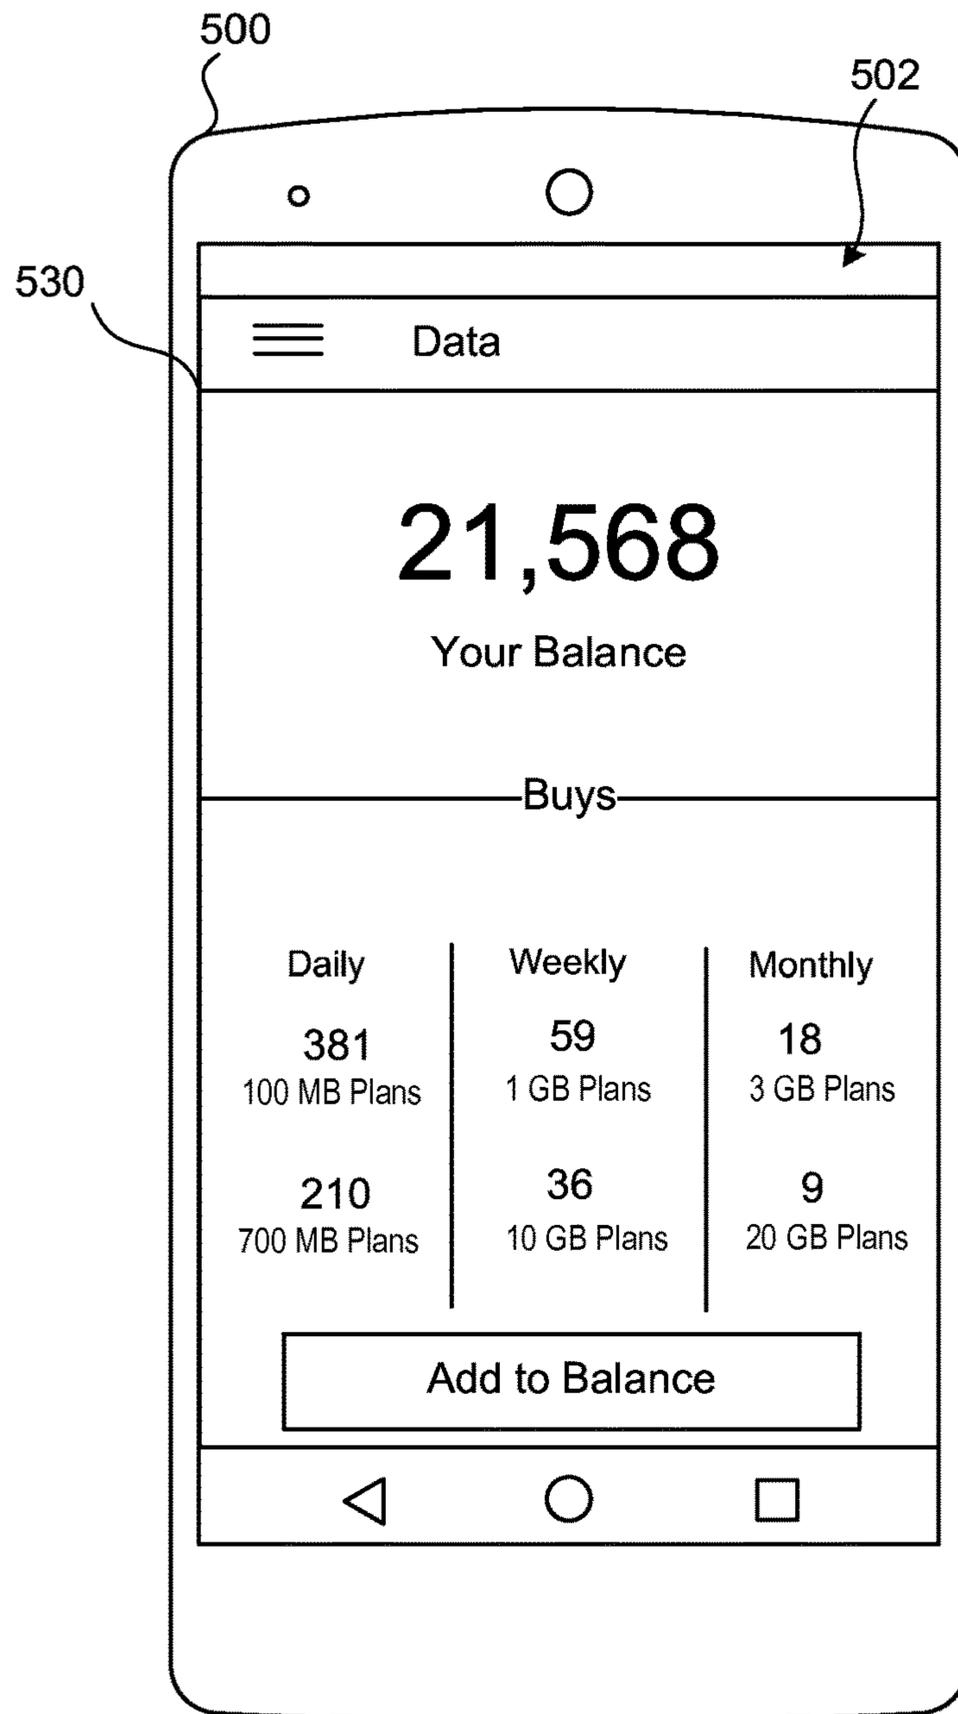 500
502
530
Data
21,568
Your Balance
Buys
Daily
381
100 MB Plans
210
700 MB Plans
Weekly
59
1 GB Plans
36
10 GB Plans
Monthly
18
3 GB Plans
9
20 GB Plans
Add to Balance